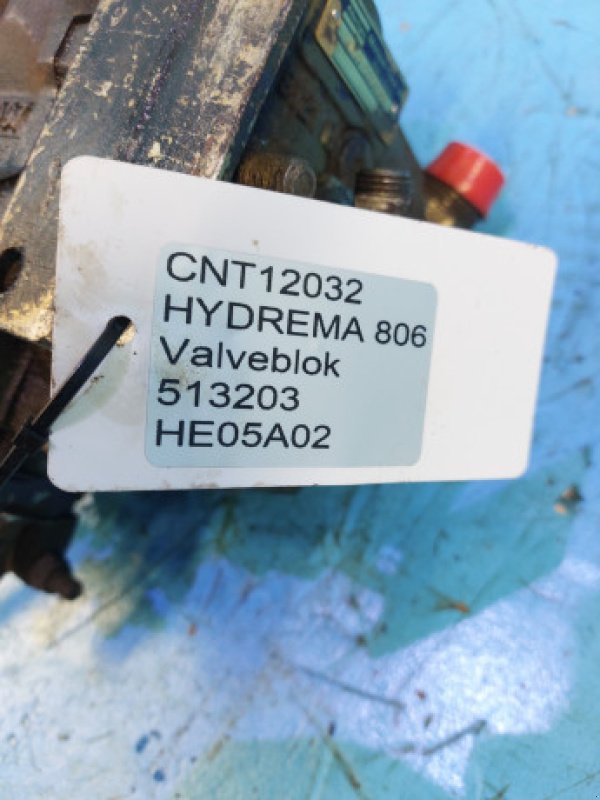 CNT12032
HYDREMA 806
Valveblok
513203
HE05A02